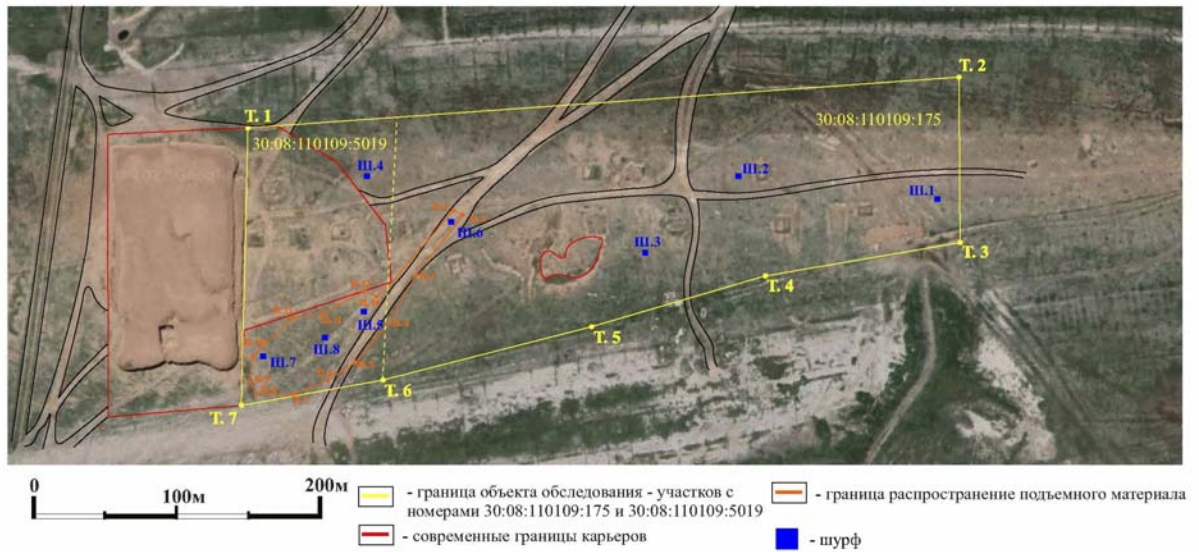 Т. 2
Т. 1
30:08:110109:175
30:08:110109:5019
Ш.4
Ш.2
Ш.1
Ш.6
Ш.3
Т. 3
Т. 4
Ш.5
Т. 5
Ш.8
Ш.7
Т. 6
Т. 7
0
100м
200м
- граница объекта обследования - участков с
номерами 30:08:110109:175 и 30:08:110109:5019
- современные границы карьеров
- граница распространение подъемного материала
- шурф